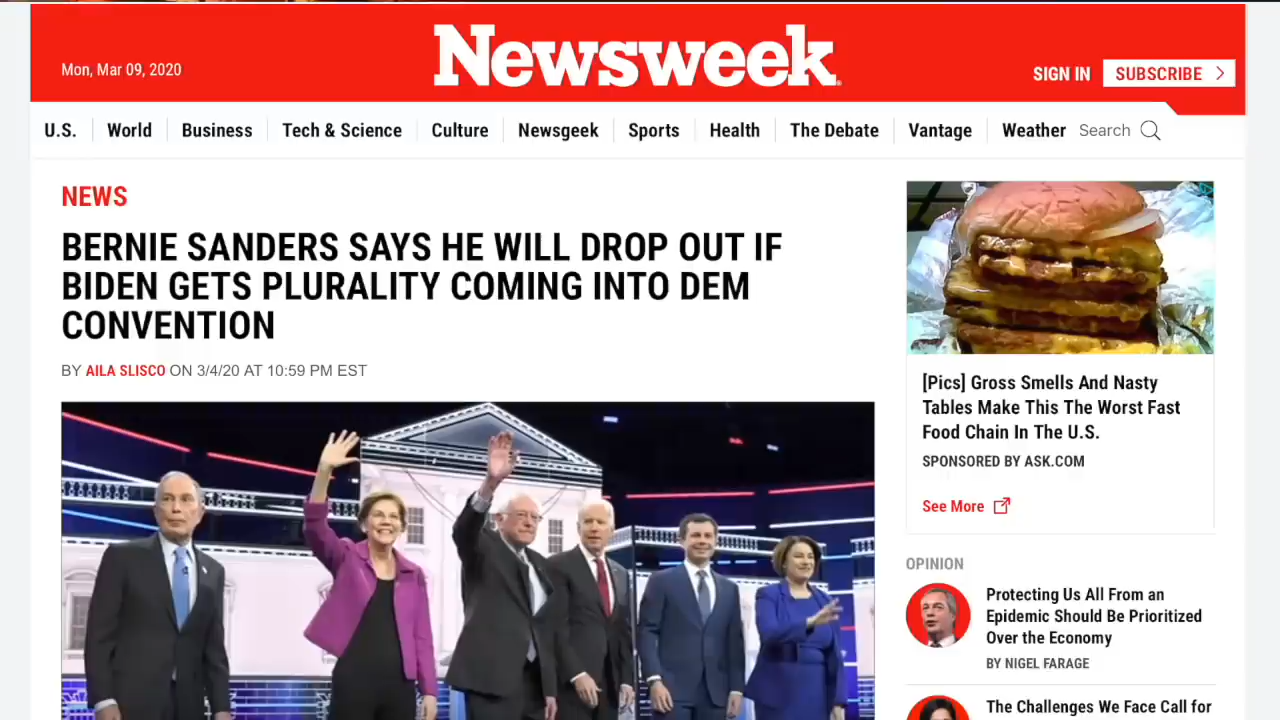 Mon, Mar 09, 2020
Newsweek
SIGN IN
SUBSCRIBE
U.S.
World
Business
Tech & Science
Culture
Newsgeek
Sports
Health
The Debate
Vantage
Weather
Search
NEWS
BERNIE SANDERS SAYS HE WILL DROP OUT IF
BIDEN GETS PLURALITY COMING INTO DEM
CONVENTION
BY AILA SLISCO ON 3/4/20 AT 10:59 PM EST
[Pics] Gross Smells And Nasty
Tables Make This The Worst Fast
Food Chain In The U.S.
SPONSORED BY ASK.COM
See More
OPINION
Protecting Us All From an
Epidemic Should Be Prioritized
Over the Economy
BY NIGEL FARAGE
The Challenges We Face Call for